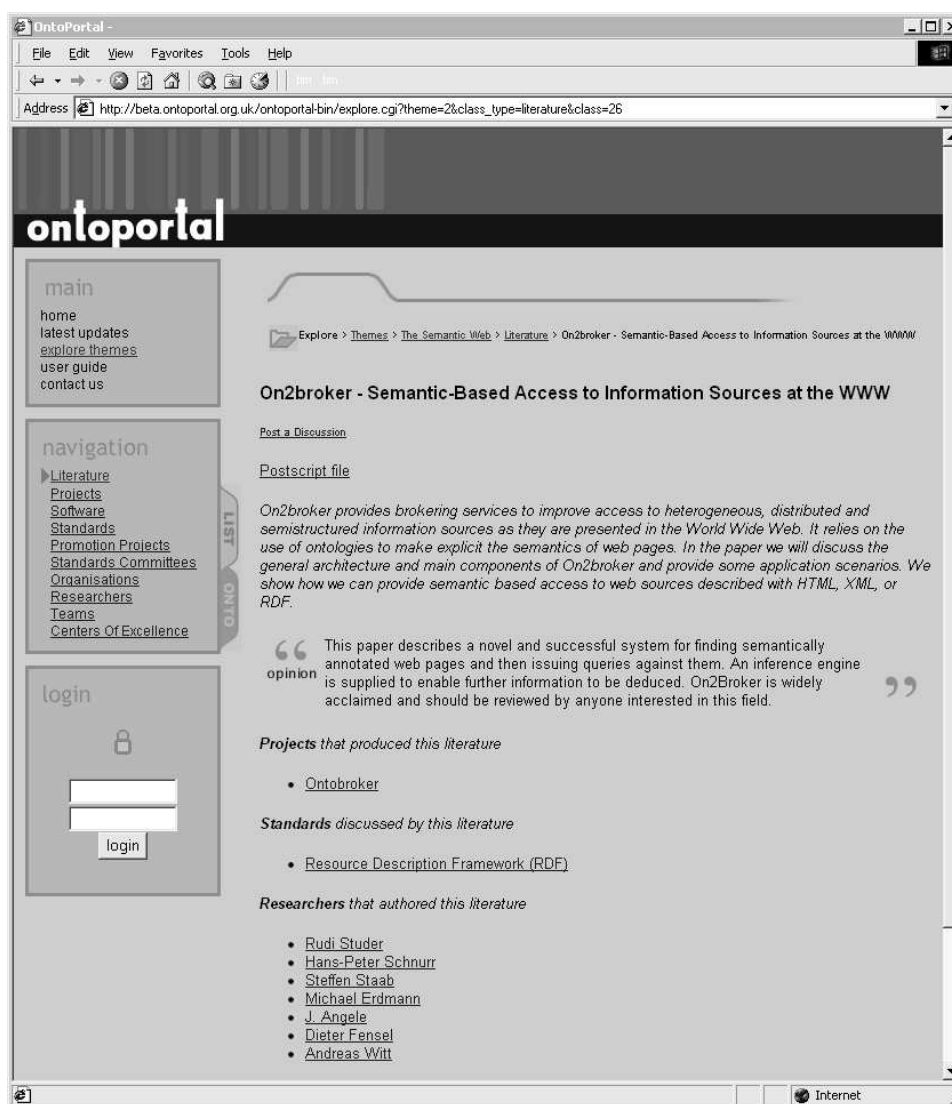 OntoPortal -
File Edit View Favorites Tools Help
Address http://beta.ontoportal.org.uk/ontoportal-bin/explore.cgi?theme=2&class_type=literature&class=26
ontoportal
main
home
latest updates
explore themes
user guide
contact us
navigation
Literature
Projects
Software
Standards
Promotion Projects
Standards Committees
Organisations
Researchers
Teams
Centers Of Excellence
LIST
ONTO
login
login
Explore > Themes > The Semantic Web > Literature > On2broker - Semantic-Based Access to Information Sources at the WWW
On2broker - Semantic-Based Access to Information Sources at the WWW
Post a Discussion
Postscript file
On2broker provides brokering services to improve access to heterogeneous, distributed and
semistructured information sources as they are presented in the World Wide Web. It relies on the
use of ontologies to make explicit the semantics of web pages. In the paper we will discuss the
general architecture and main components of On2broker and provide some application scenarios. We
show how we can provide semantic based access to web sources described with HTML, XML, or
RDF.
“ opinion
This paper describes a novel and successful system for finding semantically
annotated web pages and then issuing queries against them. An inference engine
is supplied to enable further information to be deduced. On2Broker is widely
acclaimed and should be reviewed by anyone interested in this field. ”
Projects that produced this literature
• Ontobroker
Standards discussed by this literature
• Resource Description Framework (RDF)
Researchers that authored this literature
• Rudi Studer
• Hans-Peter Schnurr
• Steffen Staab
• Michael Erdmann
• J. Angele
• Dieter Fensel
• Andreas Witt
Internet